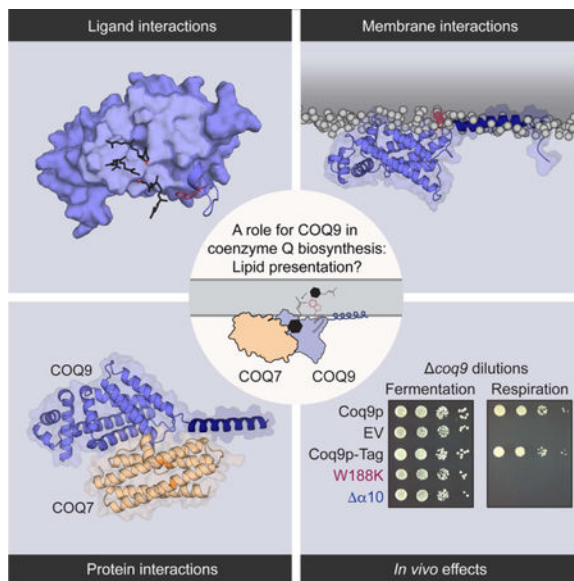 Ligand interactions
Membrane interactions
A role for COQ9 in
coenzyme Q biosynthesis:
Lipid presentation?
COQ7
COQ9
COQ9
COQ7
Δcoq9 dilutions
Fermentation
Respiration
Coq9p
EV
Coq9p-Tag
W188K
Δα10
Protein interactions
In vivo effects